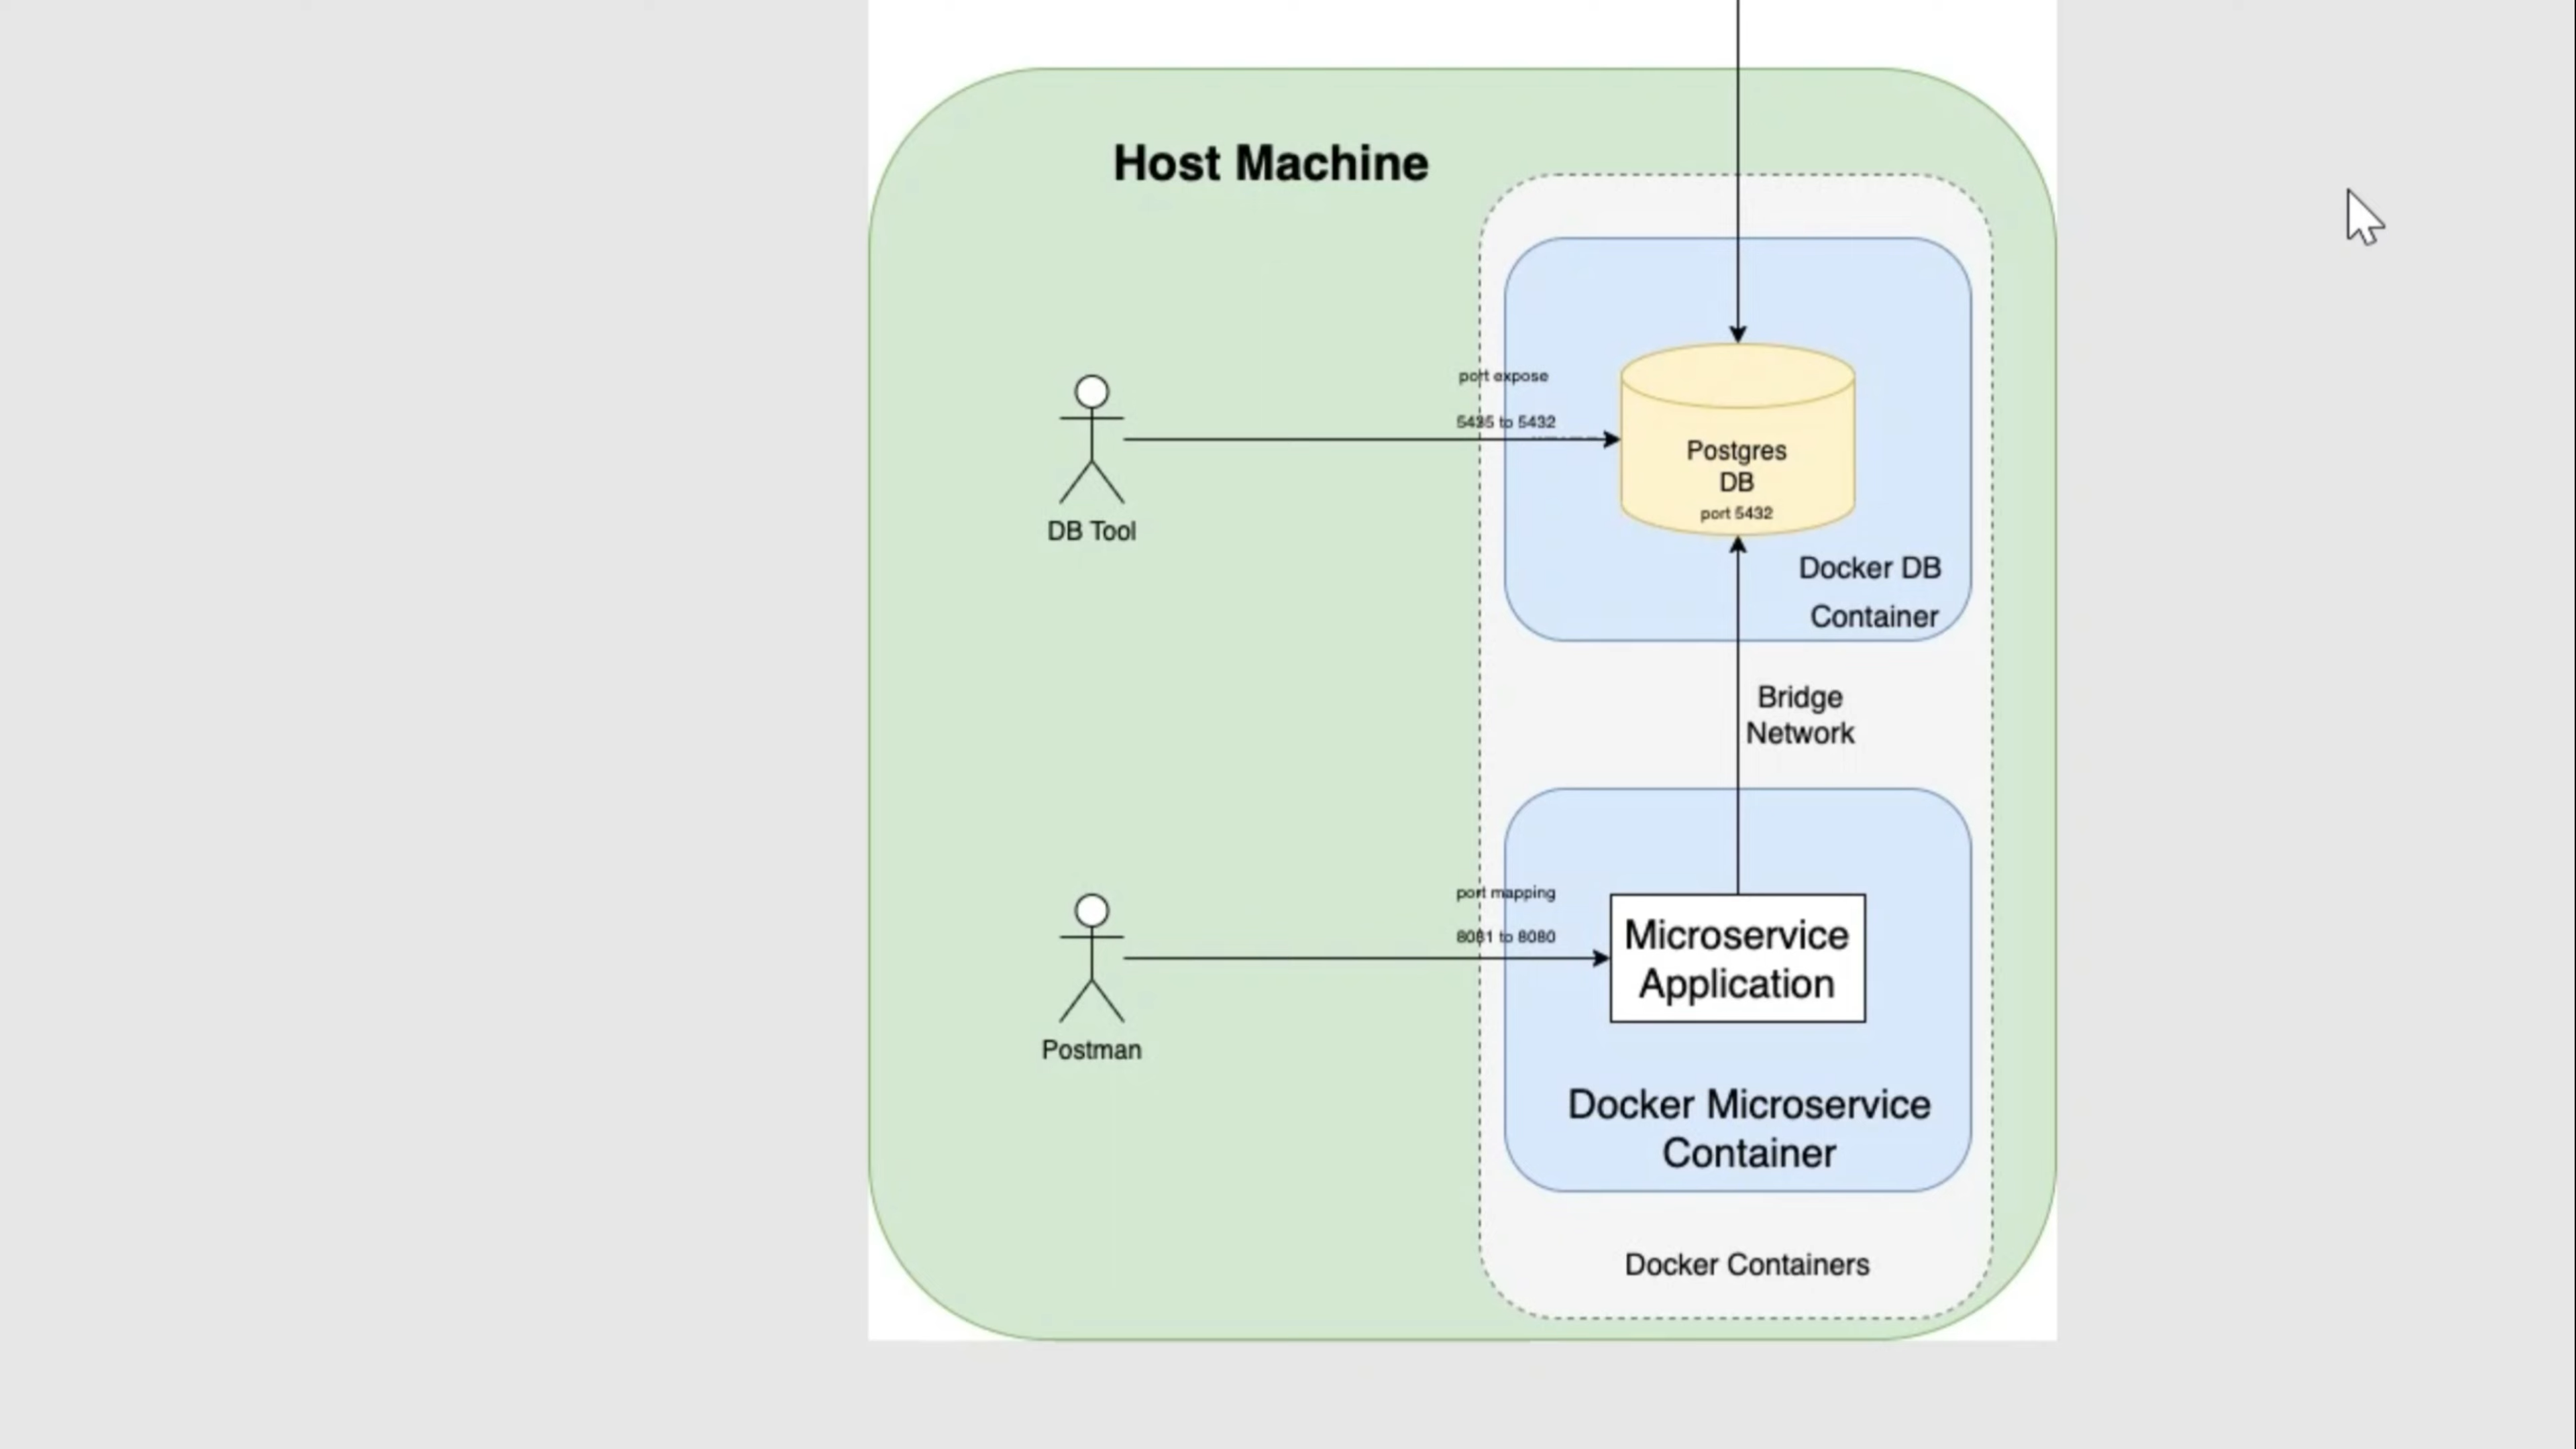 Host Machine
port expose
5435 to 5432
Postgres
DB
port 5432
DB Tool
Docker DB
Container
Bridge
Network
port mapping
8081 to 8080
Microservice
Application
Postman
Docker Microservice
Container
Docker Containers